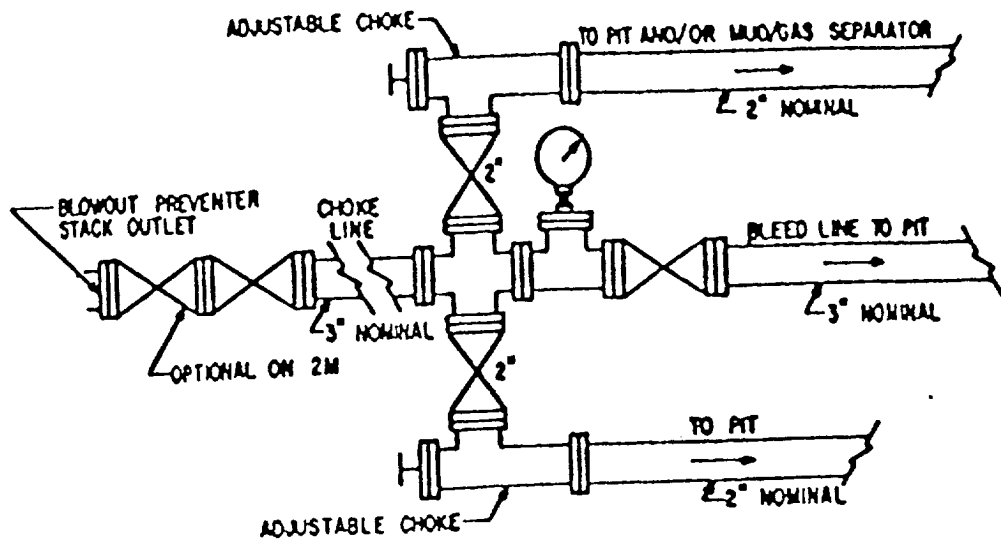 ADJUSTABLE CHOKE
TO PIT AND/OR MUD/GAS SEPARATOR
2" NOMINAL
2"
BLOWOUT PREVENTER
STACK OUTLET
CHOKE
LINE
BLEED LINE TO PIT
3" NOMINAL
3" NOMINAL
OPTIONAL ON 2M
2"
TO PIT
2" NOMINAL
ADJUSTABLE CHOKE